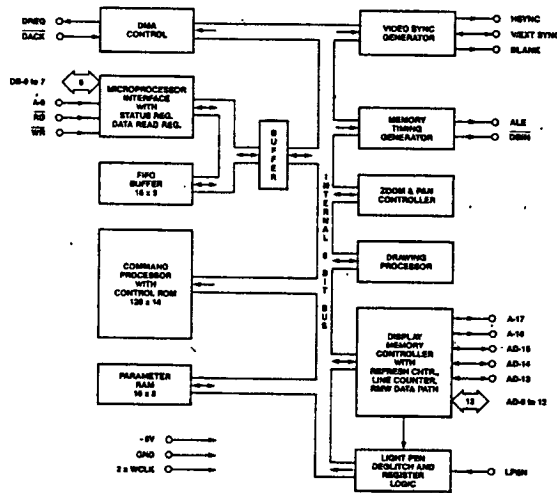 DREQ
DACK
DMA
CONTROL
VIDEO SYNC
GENERATOR
HSYNC
V/EXT SYNC
BLANK
DB-0 to 7
8
A-0
RD
WR
MICROPROCESSOR
INTERFACE
WITH
STATUS REG.
DATA READ REG.
BUFFER
MEMORY
TIMING
GENERATOR
ALE
DBIN
FIFO
BUFFER
16 x 9
INTERNAL 8 BIT BUS
ZOOM & PAN
CONTROLLER
COMMAND
PROCESSOR
WITH
CONTROL ROM
128 x 14
DRAWING
PROCESSOR
DISPLAY
MEMORY
CONTROLLER
WITH
REFRESH CNTR.,
LINE COUNTER,
RMW DATA PATH
A-17
A-16
AD-15
AD-14
AD-13
13
AD-0 to 12
PARAMETER
RAM
16 x 8
GND
2 x WCLK
LIGHT PEN
DEGLITCH AND
REGISTER
LOGIC
LPEN